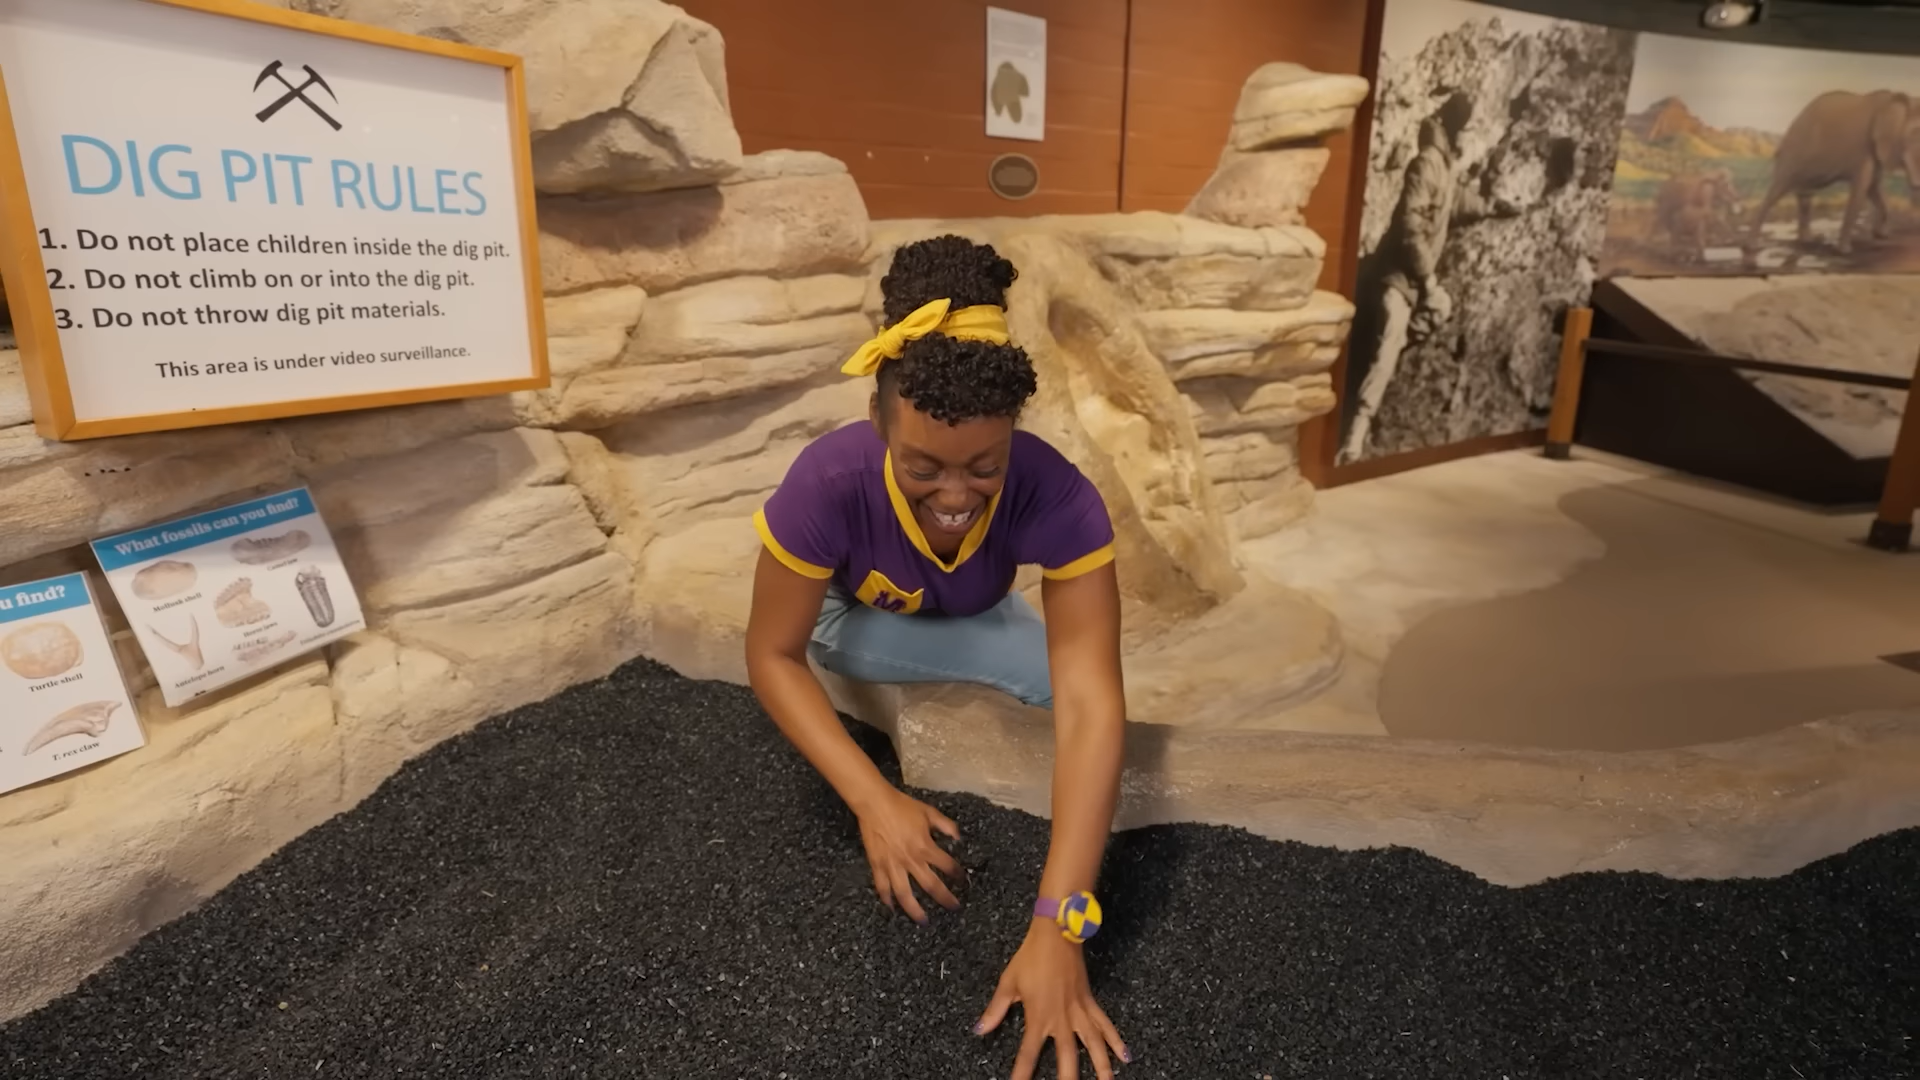 DIG PIT RULES
1. Do not place children inside the dig pit.
2. Do not climb on or into the dig pit.
3. Do not throw dig pit materials.
This area is under video surveillance.
What fossils can you find?
Mollusk shell
Antelope horn
u find?
Turtle shell
T. rex claw
M